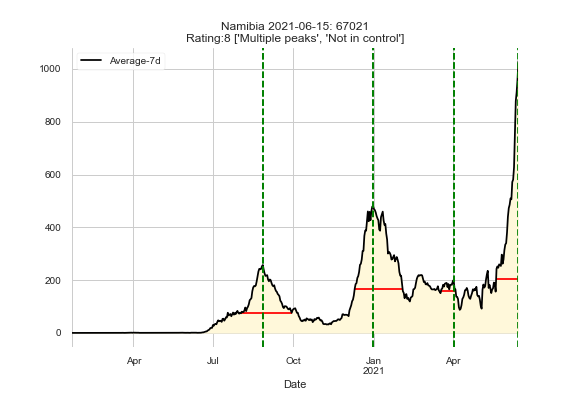 Namibia 2021-06-15: 67021
Rating:8 ['Multiple peaks', 'Not in control']
Average-7d
1000
800
600
400
200
0
Apr
Jul
Oct
Jan
2021
Apr
Date